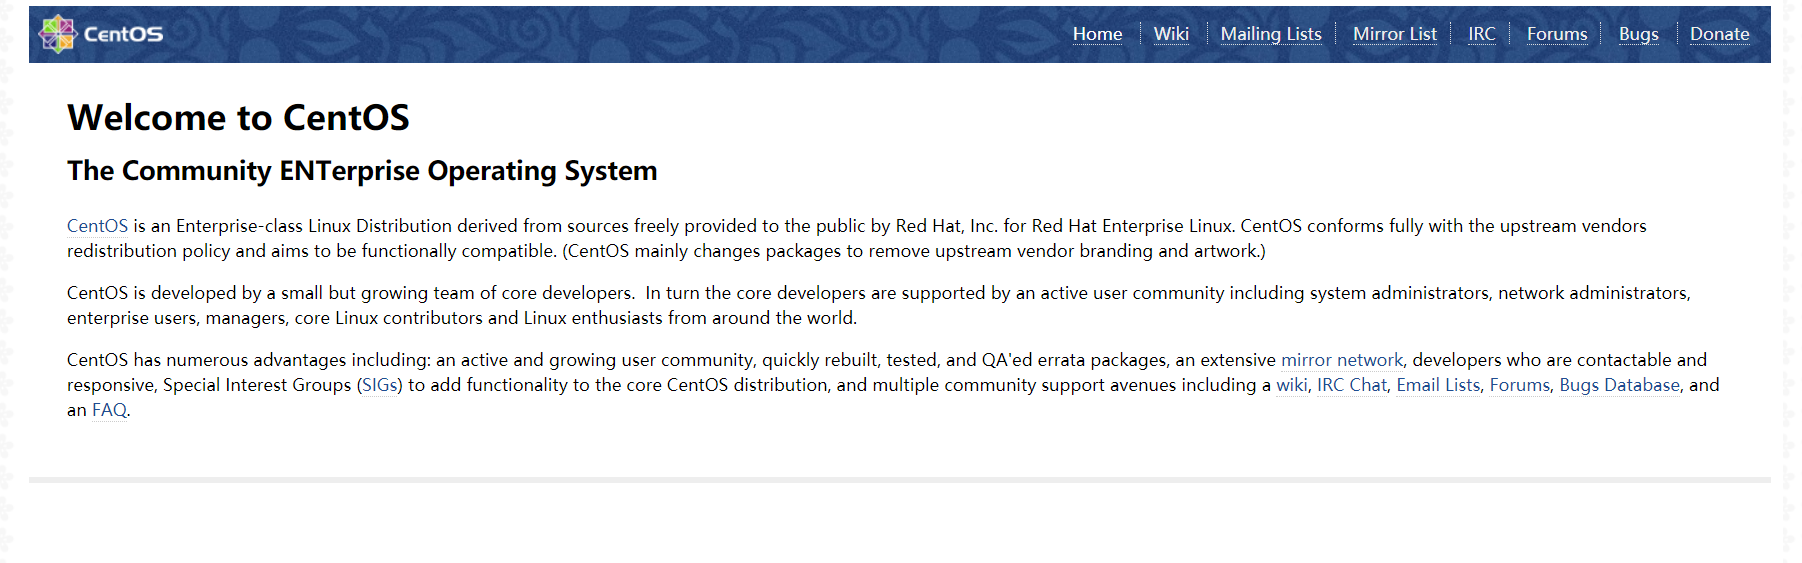 CentOS
Home Wiki Mailing Lists Mirror List IRC Forums Bugs Donate
Welcome to CentOS
The Community ENTerprise Operating System
CentOS is an Enterprise-class Linux Distribution derived from sources freely provided to the public by Red Hat, Inc. for Red Hat Enterprise Linux. CentOS conforms fully with the upstream vendors
redistribution policy and aims to be functionally compatible. (CentOS mainly changes packages to remove upstream vendor branding and artwork.)
CentOS is developed by a small but growing team of core developers.  In turn the core developers are supported by an active user community including system administrators, network administrators,
enterprise users, managers, core Linux contributors and Linux enthusiasts from around the world.
CentOS has numerous advantages including: an active and growing user community, quickly rebuilt, tested, and QA'ed errata packages, an extensive mirror network, developers who are contactable and
responsive, Special Interest Groups (SIGs) to add functionality to the core CentOS distribution, and multiple community support avenues including a wiki, IRC Chat, Email Lists, Forums, Bugs Database, and
an FAQ.